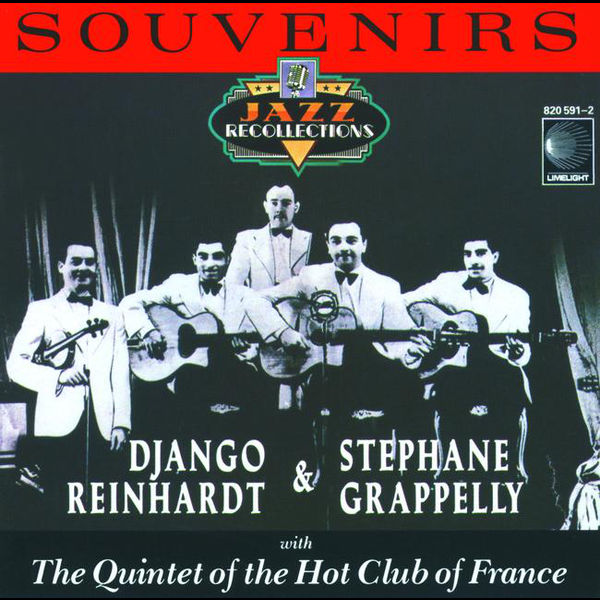 SOUVENIRS
JAZZ
RECOLLECTIONS
820 591-2
LIMELIGHT
DJANGO
REINHARDT
&
STEPHANE
GRAPPELLY
with
The Quintet of the Hot Club of France